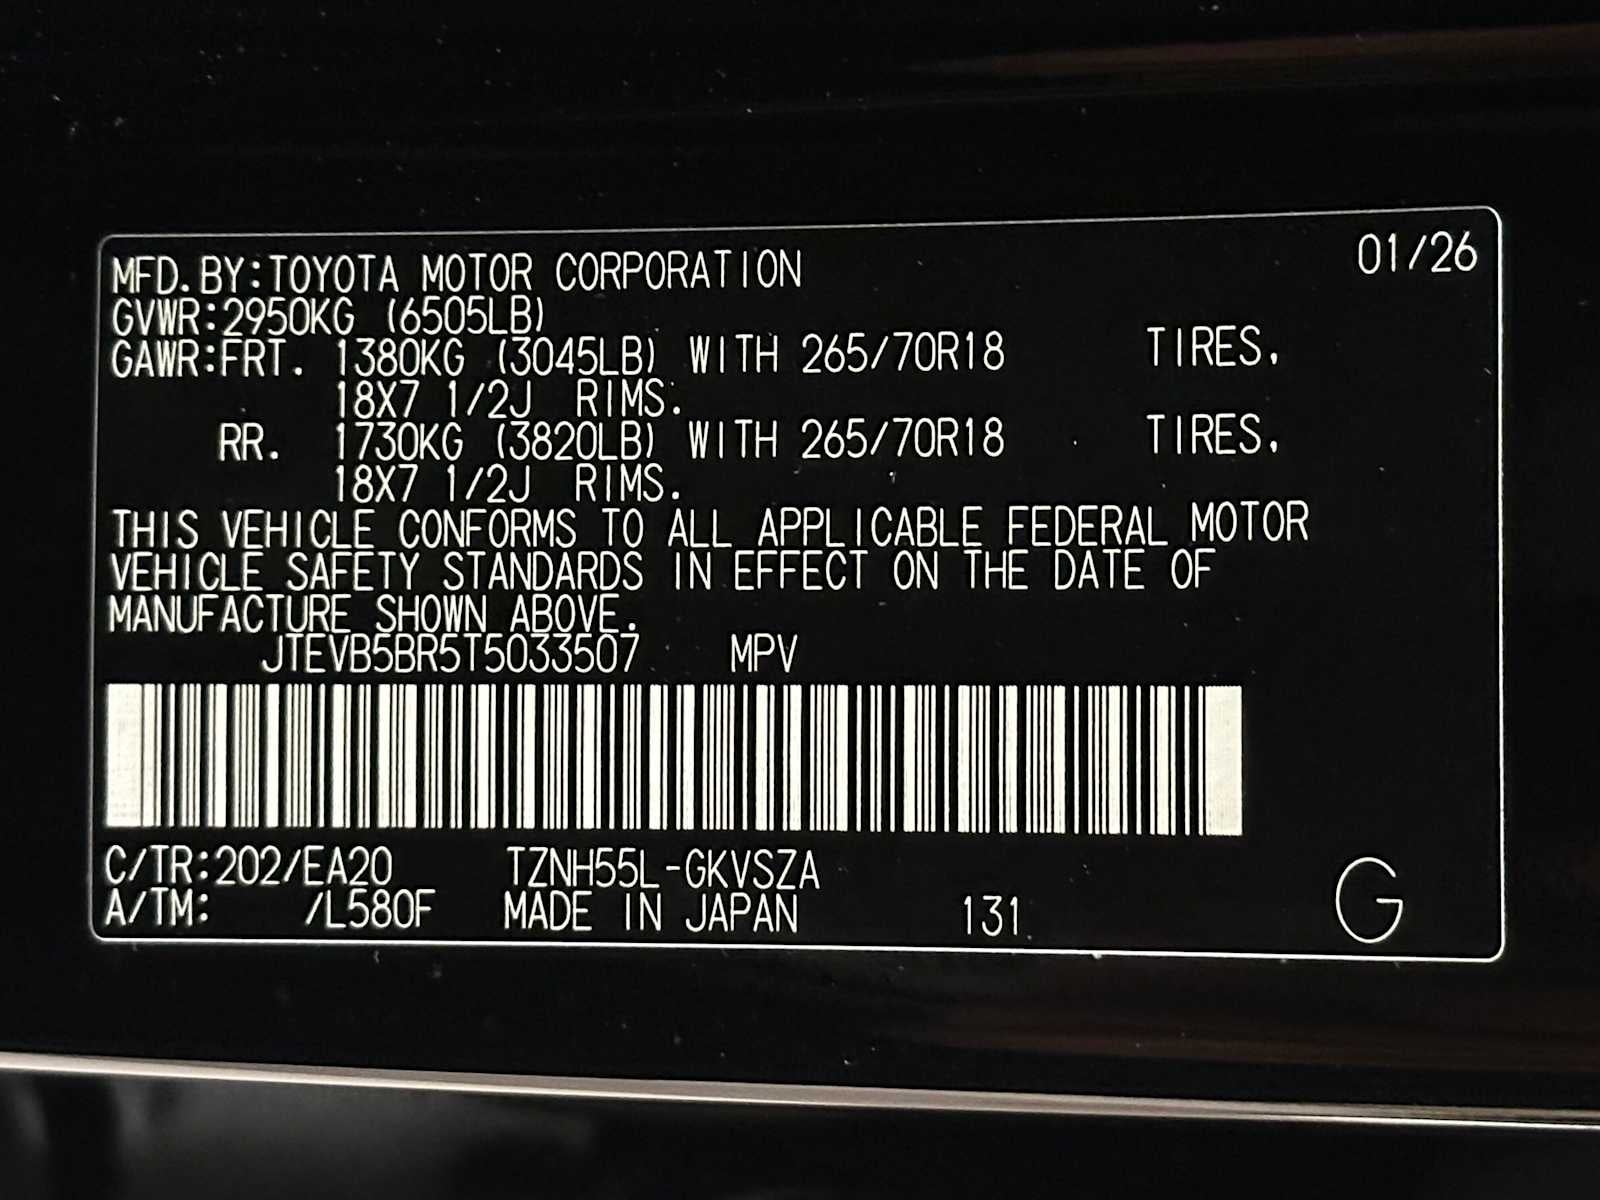 01/26
MFD.BY:TOYOTA MOTOR CORPORATION
GVWR:2950KG (6505LB)
GAWR:FRT. 1380KG (3045LB) WITH 265/70R18 TIRES,
18X7 1/2J RIMS.
RR. 1730KG (3820LB) WITH 265/70R18 TIRES,
18X7 1/2J RIMS.
THIS VEHICLE CONFORMS TO ALL APPLICABLE FEDERAL MOTOR
VEHICLE SAFETY STANDARDS IN EFFECT ON THE DATE OF
MANUFACTURE SHOWN ABOVE.
JTEVB5BR5T5033507 MPV
C/TR:202/EA20 TZNH55L-GKVSZA
A/TM: /L580F MADE IN JAPAN 131 G